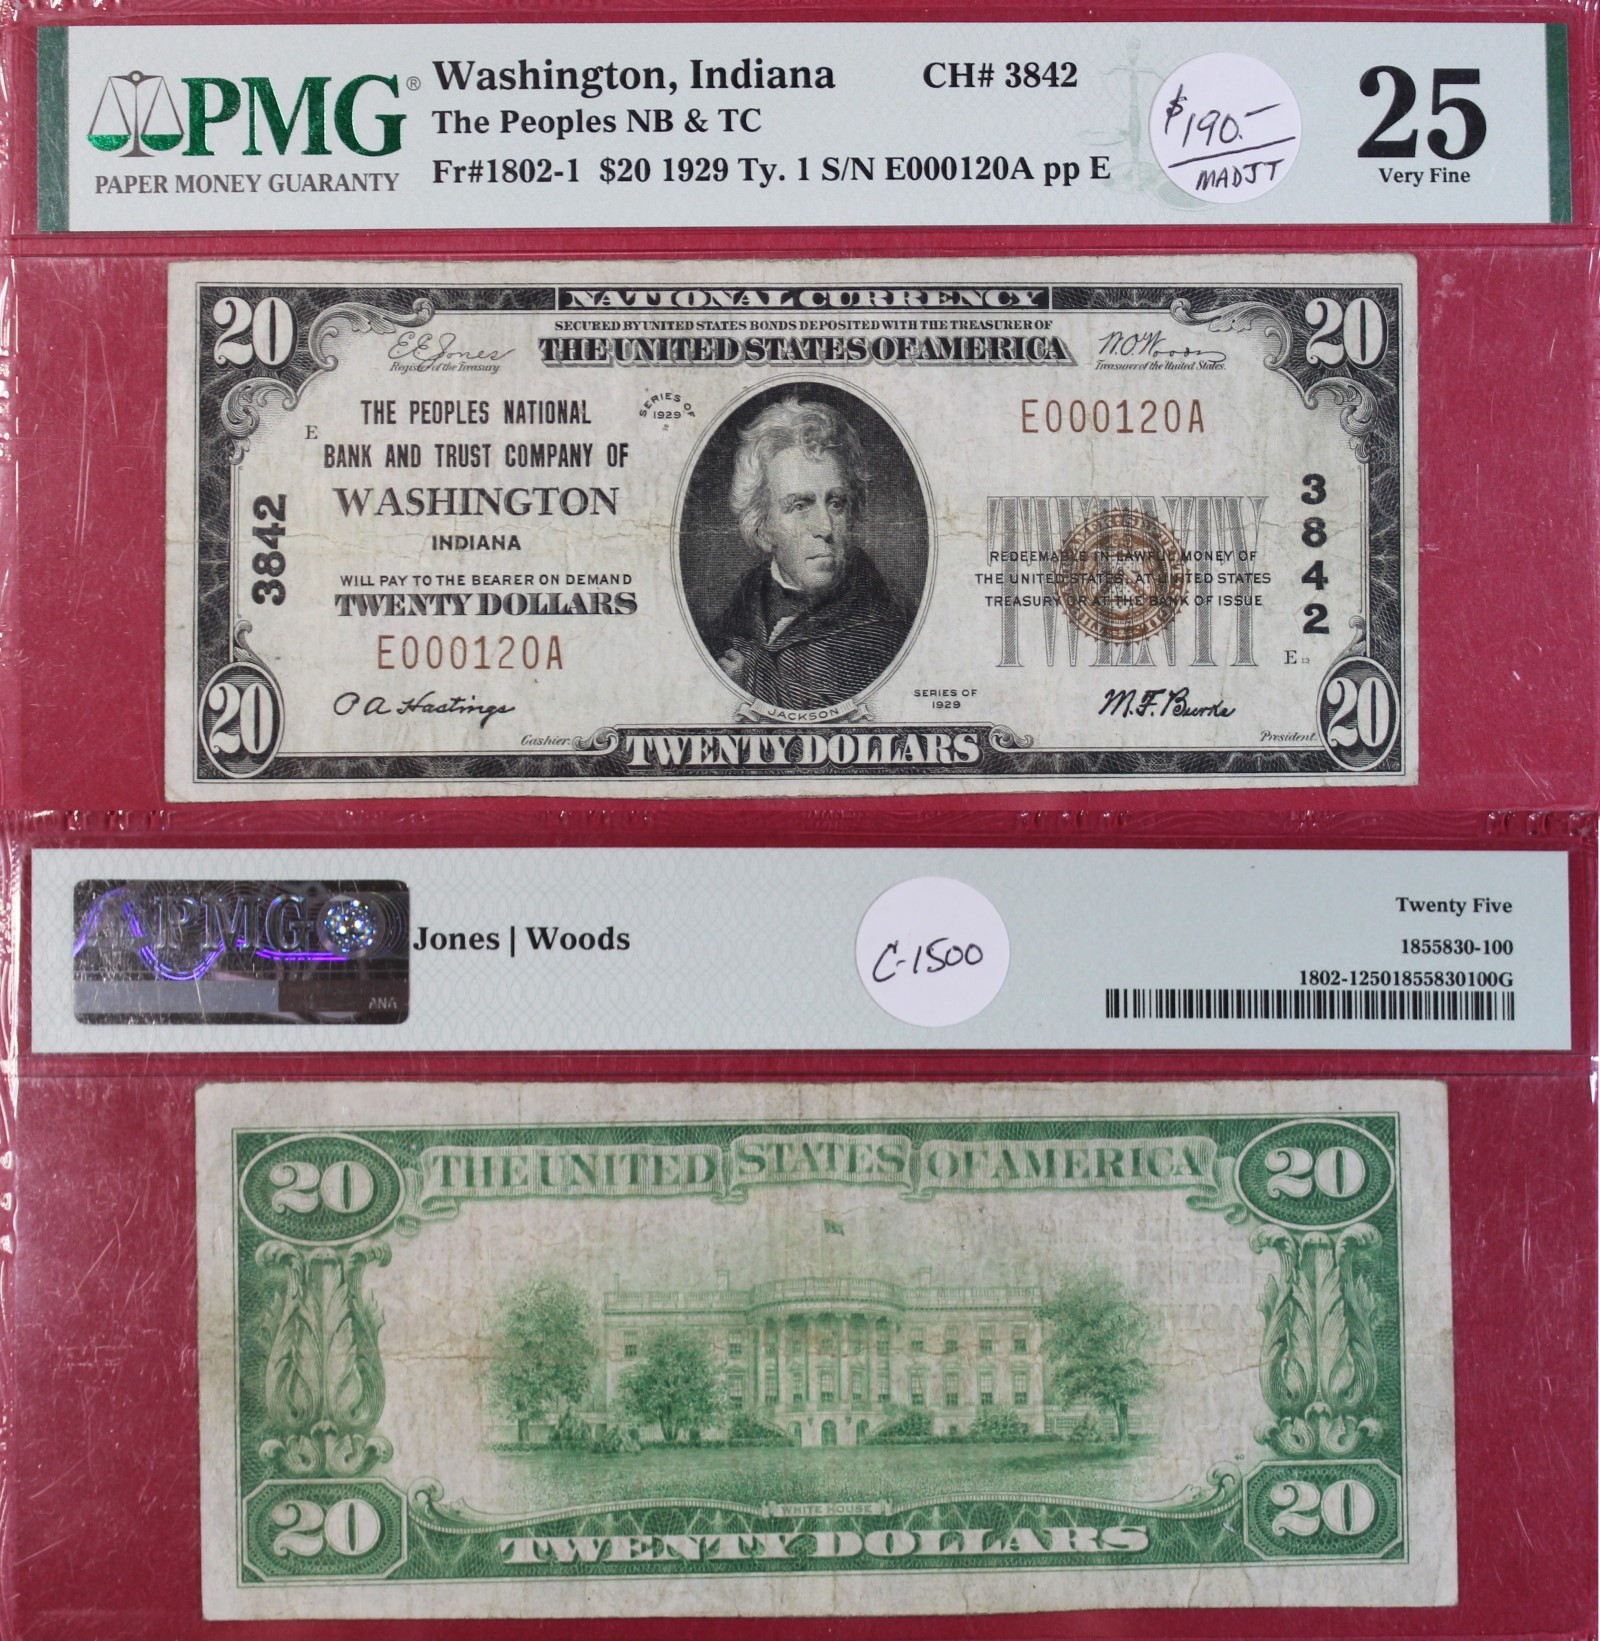 PMG®
PAPER MONEY GUARANTY
Washington, Indiana CH# 3842
The Peoples NB & TC
Fr#1802-1 $20 1929 Ty. 1 S/N E000120A pp E
$190.-
MADJT
25
Very Fine
20 NATIONAL CURRENCY 20
SECURED BY UNITED STATES BONDS DEPOSITED WITH THE TREASURER OF
THE UNITED STATES OF AMERICA
E.E. Jones
Register of the Treasury
W.O. Woods
Treasurer of the United States.
THE PEOPLES NATIONAL
BANK AND TRUST COMPANY OF
WASHINGTON
INDIANA
WILL PAY TO THE BEARER ON DEMAND
TWENTY DOLLARS
SERIES OF
1929
E
E000120A
3842
E000120A
3842
TWENTY
REDEEMABLE IN LAWFUL MONEY OF
THE UNITED STATES, AT UNITED STATES
TREASURY OR AT THE BANK OF ISSUE
E
SERIES OF
1929
JACKSON
P A Hastings
Cashier.
M. F. Burke
President.
20 TWENTY DOLLARS 20
PMG
ANA
Jones | Woods
C-1500
Twenty Five
1855830-100
1802-12501855830100G
20 THE UNITED STATES OF AMERICA 20
WHITE HOUSE
20 TWENTY DOLLARS 20